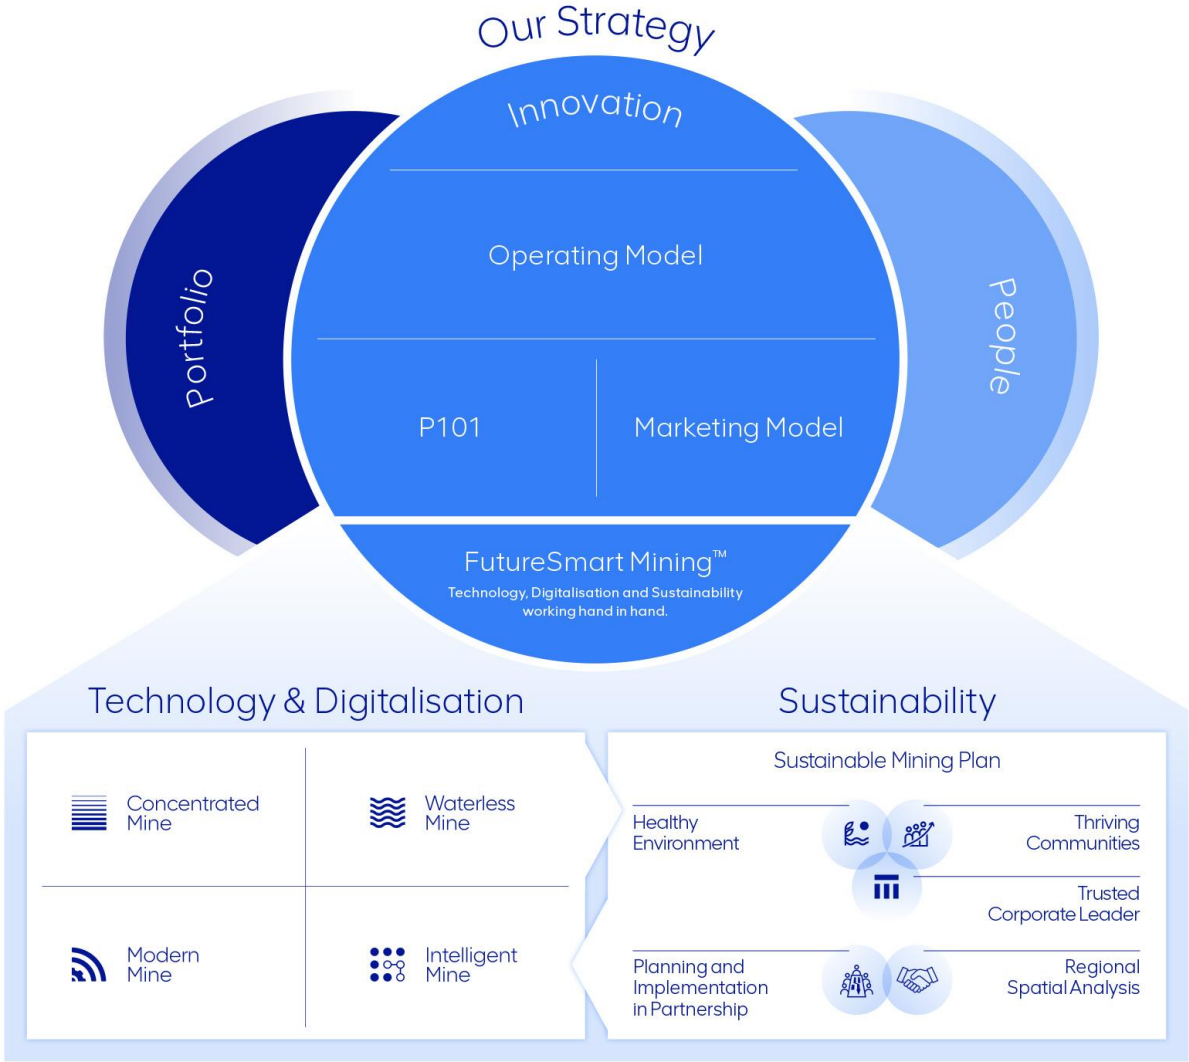 Our Strategy
Innovation
Portfolio
Operating Model
People
P101
Marketing Model
FutureSmart Mining™
Technology, Digitalisation and Sustainability
working hand in hand.
Technology & Digitalisation
Concentrated
Mine
Waterless
Mine
Modern
Mine
Intelligent
Mine
Sustainability
Sustainable Mining Plan
Healthy
Environment
Thriving
Communities
Trusted
Corporate Leader
Planning and
Implementation
in Partnership
Regional
Spatial Analysis